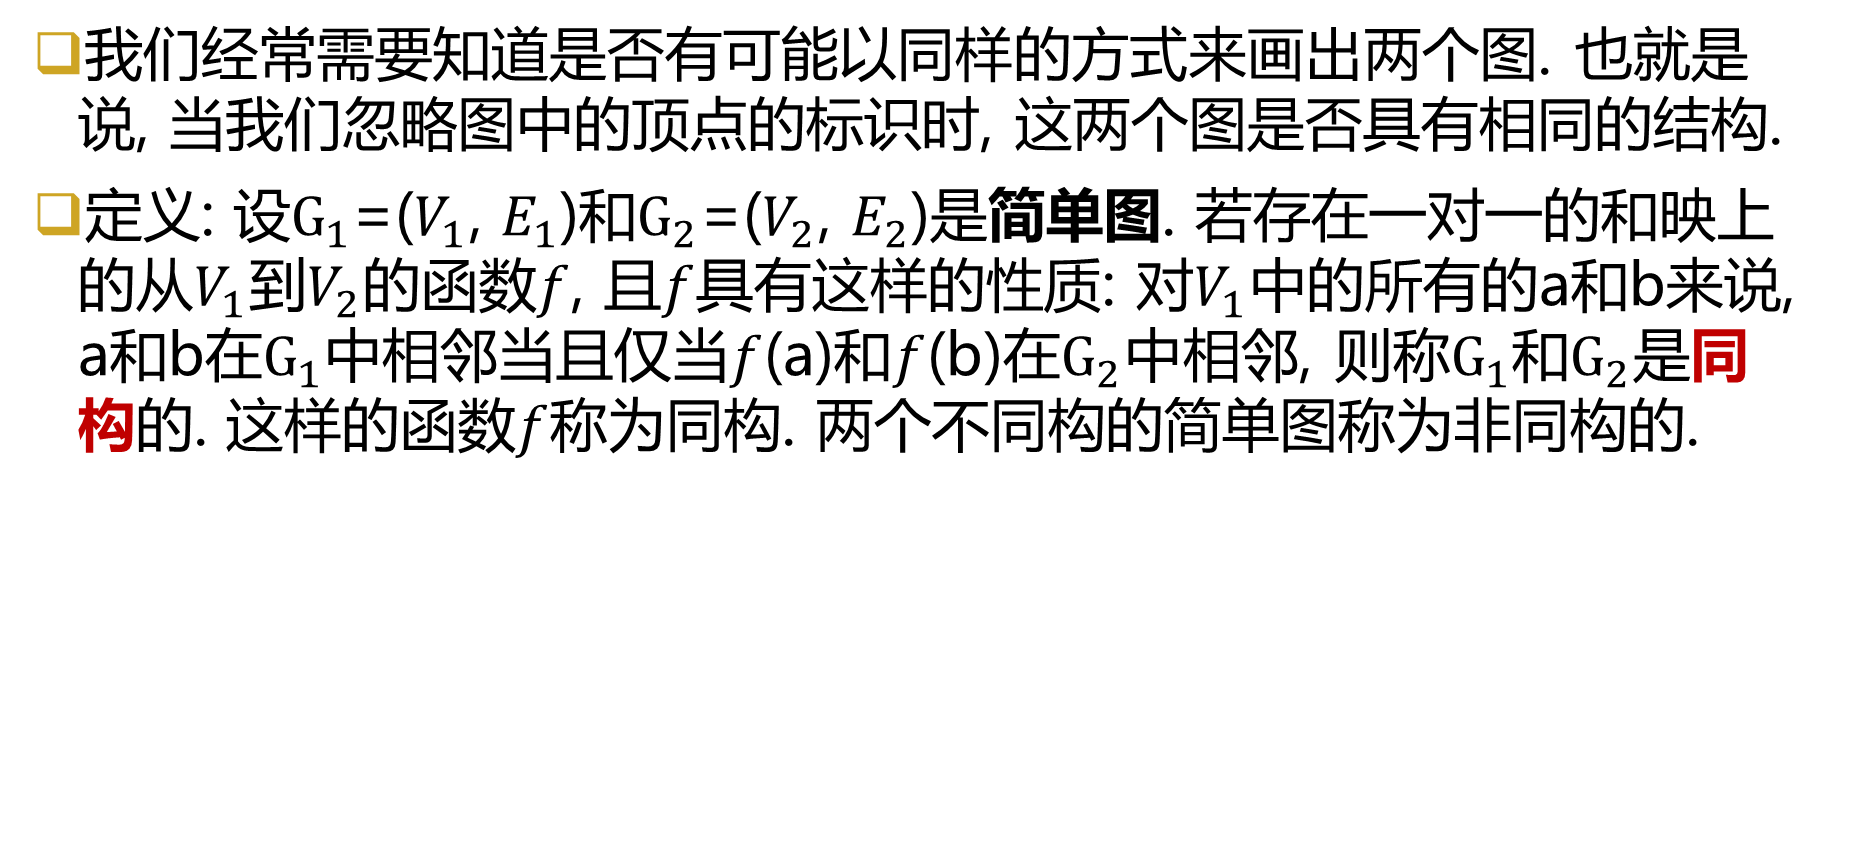 ❑我们经常需要知道是否有可能以同样的方式来画出两个图. 也就是
说, 当我们忽略图中的顶点的标识时, 这两个图是否具有相同的结构.
❑定义: 设G₁=(V₁, E₁)和G₂=(V₂, E₂)是简单图. 若存在一对一的和映上
的从V₁到V₂的函数f, 且f具有这样的性质: 对V₁中的所有的a和b来说,
a和b在G₁中相邻当且仅当f(a)和f(b)在G₂中相邻, 则称G₁和G₂是同
构的. 这样的函数f称为同构. 两个不同构的简单图称为非同构的.